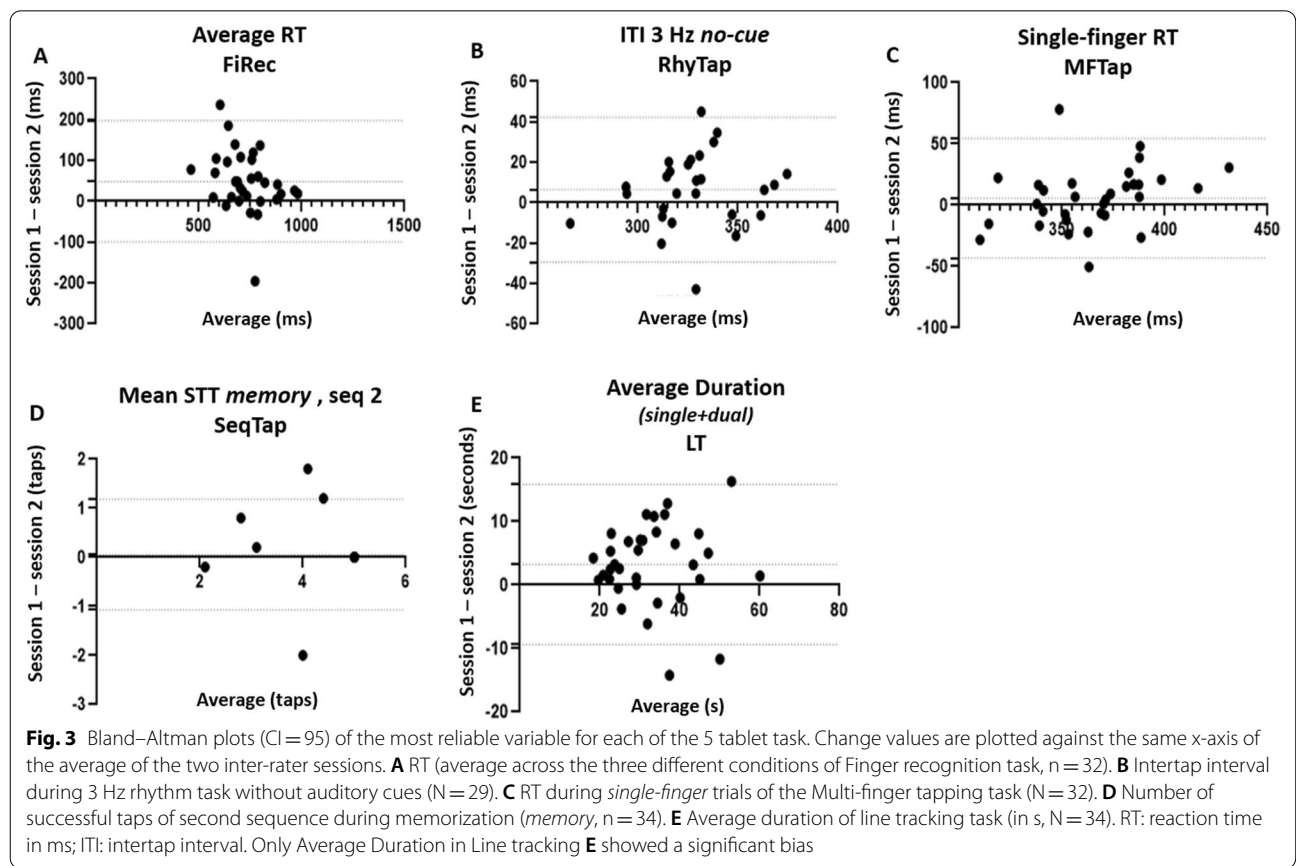 A
Average RT
FiRec
Session 1 – session 2 (ms)
300
200
100
0
-100
-200
-300
500
1000
1500
Average (ms)
B
ITI 3 Hz no-cue
RhyTap
Session 1 – session 2 (ms)
60
40
20
0
-20
-40
-60
300
350
400
Average (ms)
C
Single-finger RT
MFTap
Session 1 – session 2 (ms)
100
50
0
-50
-100
350
400
450
Average (ms)
D
Mean STT memory , seq 2
SeqTap
Session 1 – session 2 (taps)
2
1
0
-1
-2
-3
2
4
6
Average (taps)
E
Average Duration
(single+dual)
LT
Session 1 – session 2 (seconds)
20
10
0
-10
-20
20
40
60
80
Average (s)
Fig. 3 Bland–Altman plots (CI = 95) of the most reliable variable for each of the 5 tablet task. Change values are plotted against the same x-axis of
the average of the two inter-rater sessions. A RT (average across the three different conditions of Finger recognition task, n = 32). B Intertap interval
during 3 Hz rhythm task without auditory cues (N = 29). C RT during single-finger trials of the Multi-finger tapping task (N = 32). D Number of
successful taps of second sequence during memorization (memory, n = 34). E Average duration of line tracking task (in s, N = 34). RT: reaction time
in ms; ITI: intertap interval. Only Average Duration in Line tracking E showed a significant bias